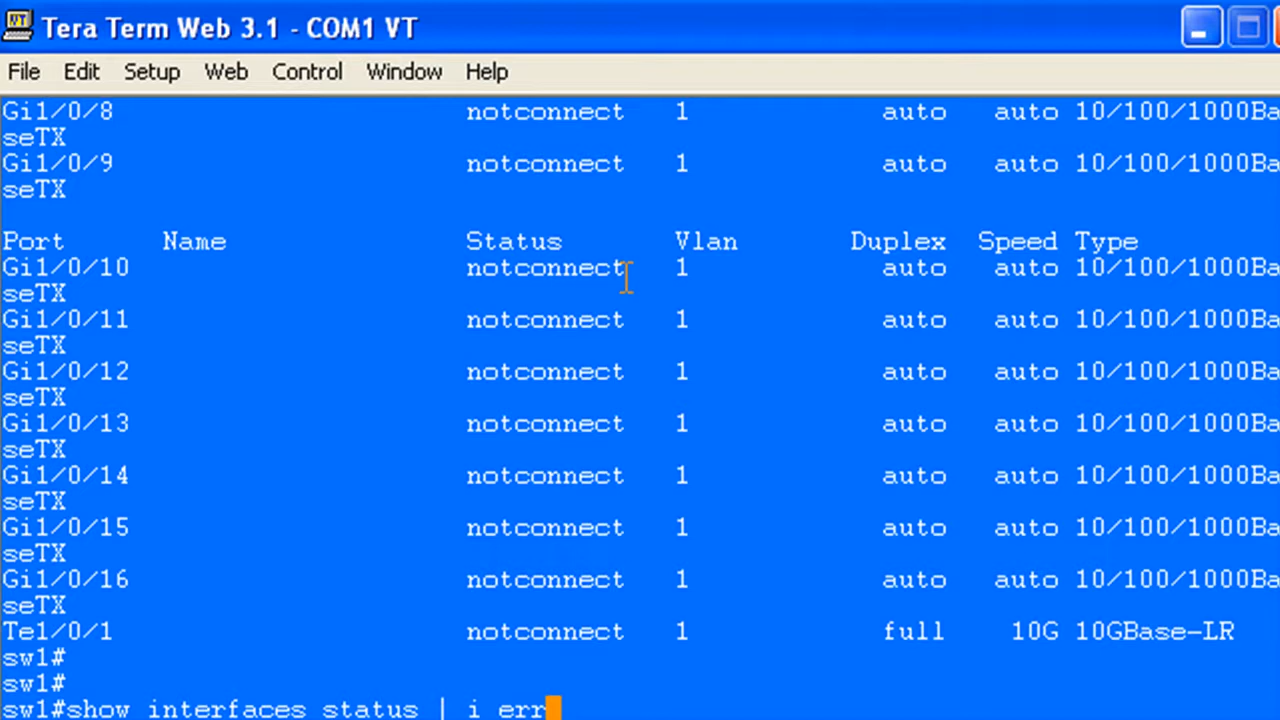 Tera Term Web 3.1 - COM1 VT
File Edit Setup Web Control Window Help
Gi1/0/8 notconnect 1 auto auto 10/100/1000Ba
seTX
Gi1/0/9 notconnect 1 auto auto 10/100/1000Ba
seTX
Port Name Status Vlan Duplex Speed Type
Gi1/0/10 notconnect 1 auto auto 10/100/1000Ba
seTX
Gi1/0/11 notconnect 1 auto auto 10/100/1000Ba
seTX
Gi1/0/12 notconnect 1 auto auto 10/100/1000Ba
seTX
Gi1/0/13 notconnect 1 auto auto 10/100/1000Ba
seTX
Gi1/0/14 notconnect 1 auto auto 10/100/1000Ba
seTX
Gi1/0/15 notconnect 1 auto auto 10/100/1000Ba
seTX
Gi1/0/16 notconnect 1 auto auto 10/100/1000Ba
seTX
Te1/0/1 notconnect 1 full 10G 10GBase-LR
sw1#
sw1#
sw1#show interfaces status | i err